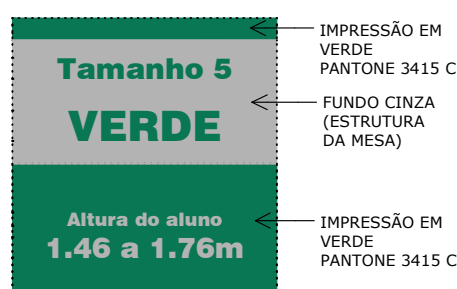 IMPRESSÃO EM
VERDE
PANTONE 3415 C
Tamanho 5
VERDE
FUNDO CINZA
(ESTRUTURA
DA MESA)
Altura do aluno
1.46 a 1.76m
IMPRESSÃO EM
VERDE
PANTONE 3415 C